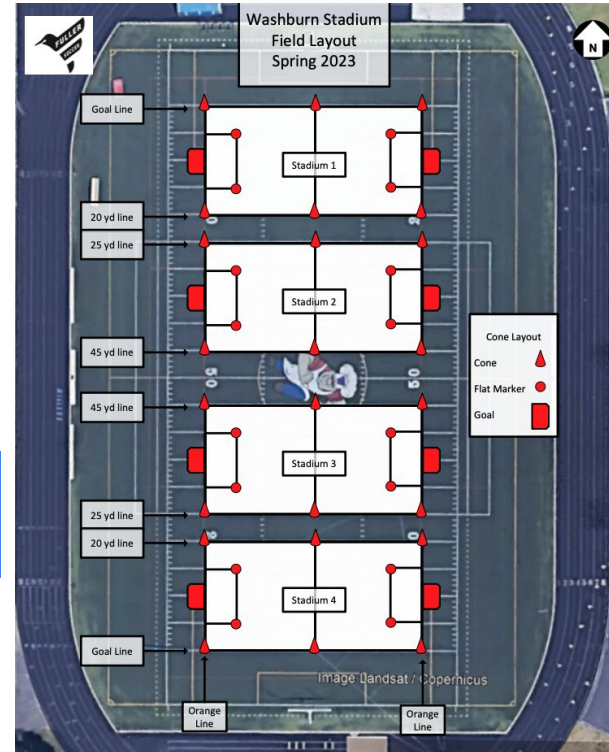 Washburn Stadium
Field Layout
Spring 2023
FULLER
SOCCER
N
Goal Line
Stadium 1
20 yd line
25 yd line
Stadium 2
45 yd line
50
50
45 yd line
Stadium 3
25 yd line
20 yd line
Stadium 4
Goal Line
Cone Layout
Cone
Flat Marker
Goal
Image Landsat / Copernicus
Orange
Line
Orange
Line